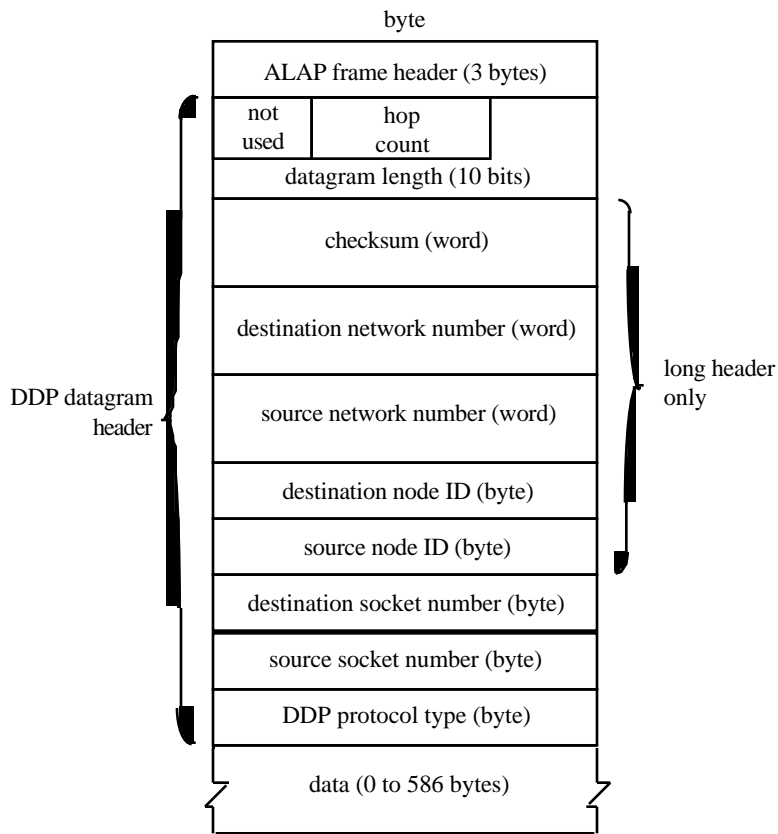 byte
ALAP frame header (3 bytes)
not
used
hop
count
datagram length (10 bits)
checksum (word)
destination network number (word)
source network number (word)
destination node ID (byte)
source node ID (byte)
destination socket number (byte)
source socket number (byte)
DDP protocol type (byte)
data (0 to 586 bytes)
DDP datagram
header
long header
only